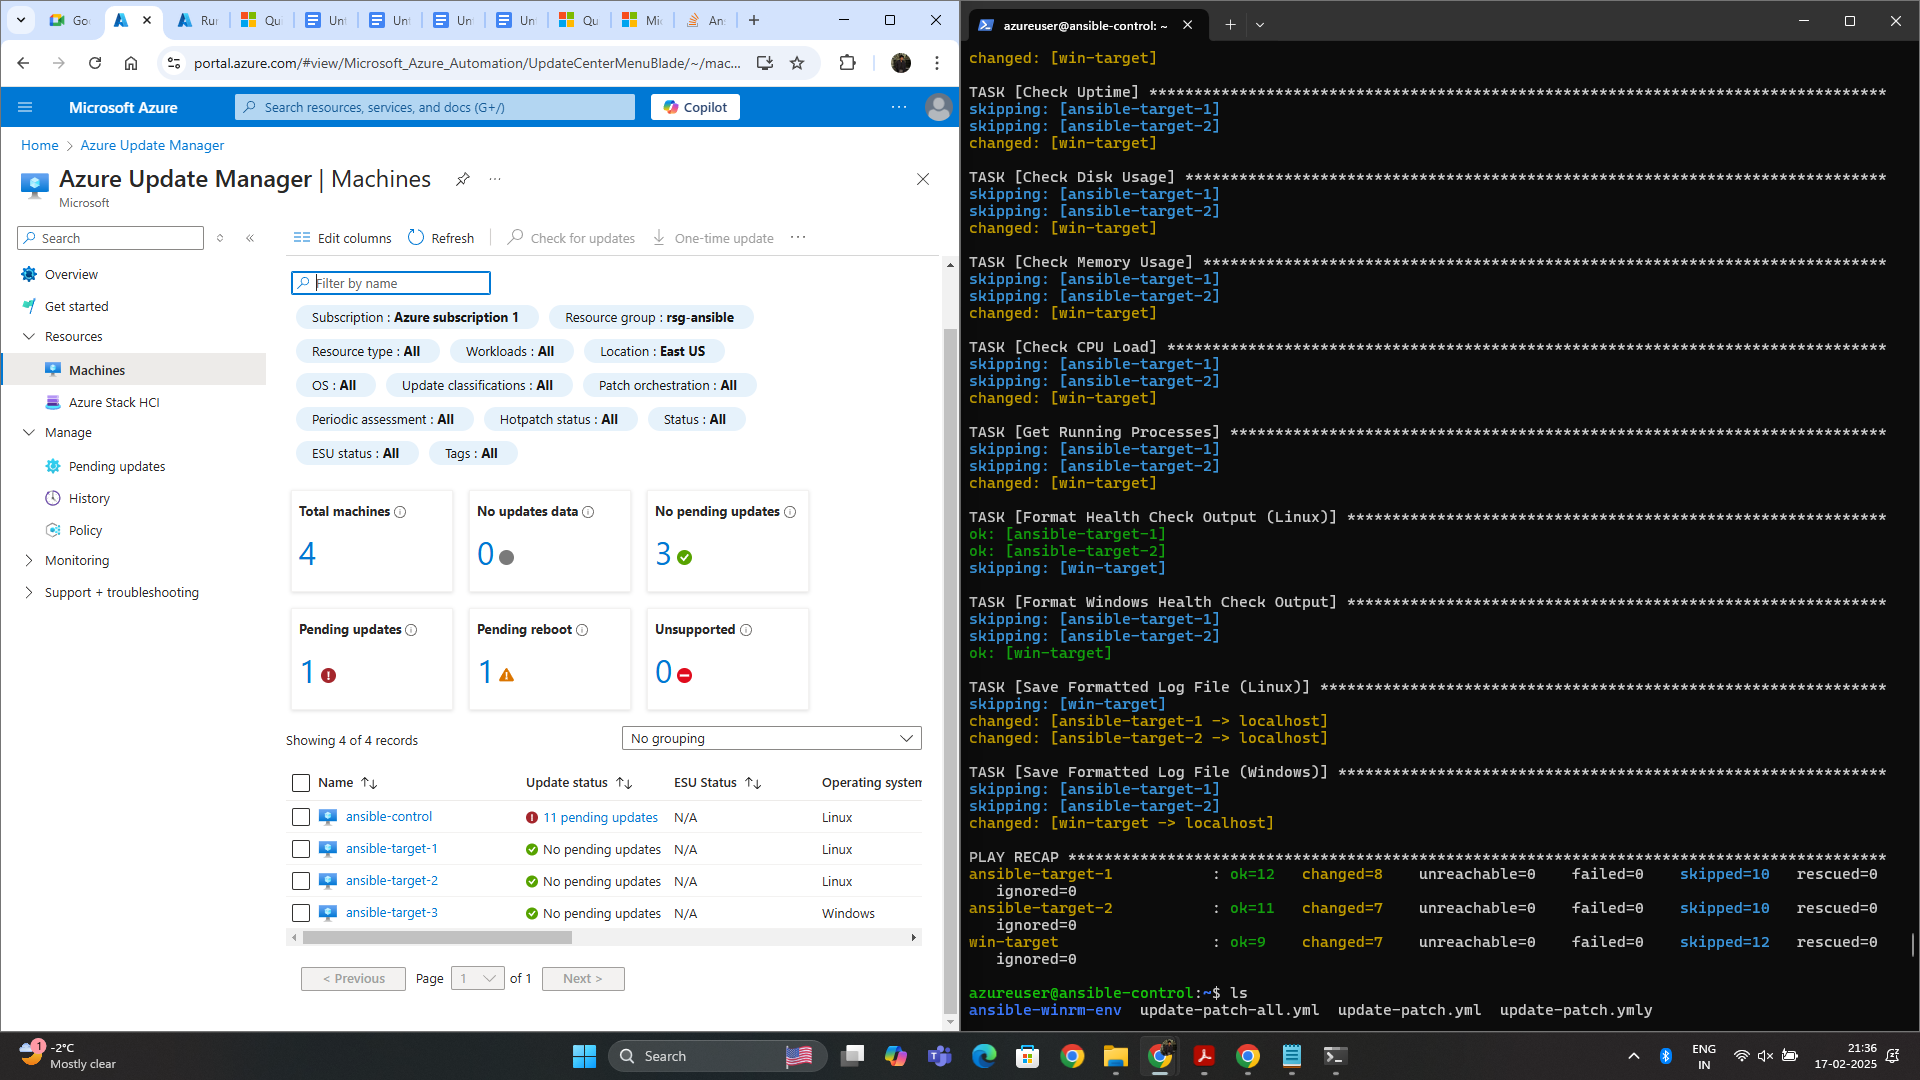 Goo
Rur
Qui
Unt
Unt
Unt
Unt
Qu
Mic
Ans
portal.azure.com/#view/Microsoft_Azure_Automation/UpdateCenterMenuBlade/~/mac...
Microsoft Azure
Search resources, services, and docs (G+/)
Copilot
Home > Azure Update Manager
Azure Update Manager | Machines
Microsoft
Search
Overview
Get started
Resources
Machines
Azure Stack HCI
Manage
Pending updates
History
Policy
Monitoring
Support + troubleshooting
Edit columns Refresh Check for updates One-time update
Filter by name
Subscription : Azure subscription 1 Resource group : rsg-ansible
Resource type : All Workloads : All Location : East US
OS : All Update classifications : All Patch orchestration : All
Periodic assessment : All Hotpatch status : All Status : All
ESU status : All Tags : All
Total machines
4
No updates data
0
No pending updates
3
Pending updates
1
Pending reboot
1
Unsupported
0
Showing 4 of 4 records
No grouping
Name Update status ESU Status Operating system
ansible-control 11 pending updates N/A Linux
ansible-target-1 No pending updates N/A Linux
ansible-target-2 No pending updates N/A Linux
ansible-target-3 No pending updates N/A Windows
< Previous Page 1 of 1 Next >
azureuser@ansible-control: ~
changed: [win-target]
TASK [Check Uptime] **********************************************************************************
skipping: [ansible-target-1]
skipping: [ansible-target-2]
changed: [win-target]
TASK [Check Disk Usage] ******************************************************************************
skipping: [ansible-target-1]
skipping: [ansible-target-2]
changed: [win-target]
TASK [Check Memory Usage] ****************************************************************************
skipping: [ansible-target-1]
skipping: [ansible-target-2]
changed: [win-target]
TASK [Check CPU Load] ********************************************************************************
skipping: [ansible-target-1]
skipping: [ansible-target-2]
changed: [win-target]
TASK [Get Running Processes] *************************************************************************
skipping: [ansible-target-1]
skipping: [ansible-target-2]
changed: [win-target]
TASK [Format Health Check Output (Linux)] ************************************************************
ok: [ansible-target-1]
ok: [ansible-target-2]
skipping: [win-target]
TASK [Format Windows Health Check Output] ************************************************************
skipping: [ansible-target-1]
skipping: [ansible-target-2]
ok: [win-target]
TASK [Save Formatted Log File (Linux)] ***************************************************************
skipping: [win-target]
changed: [ansible-target-1 -> localhost]
changed: [ansible-target-2 -> localhost]
TASK [Save Formatted Log File (Windows)] *************************************************************
skipping: [ansible-target-1]
skipping: [ansible-target-2]
changed: [win-target -> localhost]
PLAY RECAP *******************************************************************************************
ansible-target-1 : ok=12 changed=8 unreachable=0 failed=0 skipped=10 rescued=0
ignored=0
ansible-target-2 : ok=11 changed=7 unreachable=0 failed=0 skipped=10 rescued=0
ignored=0
win-target : ok=9 changed=7 unreachable=0 failed=0 skipped=12 rescued=0
ignored=0
azureuser@ansible-control:~$ ls
ansible-winrm-env update-patch-all.yml update-patch.yml update-patch.ymly
1
-2°C
Mostly clear
Search
ENG
IN
21:36
17-02-2025